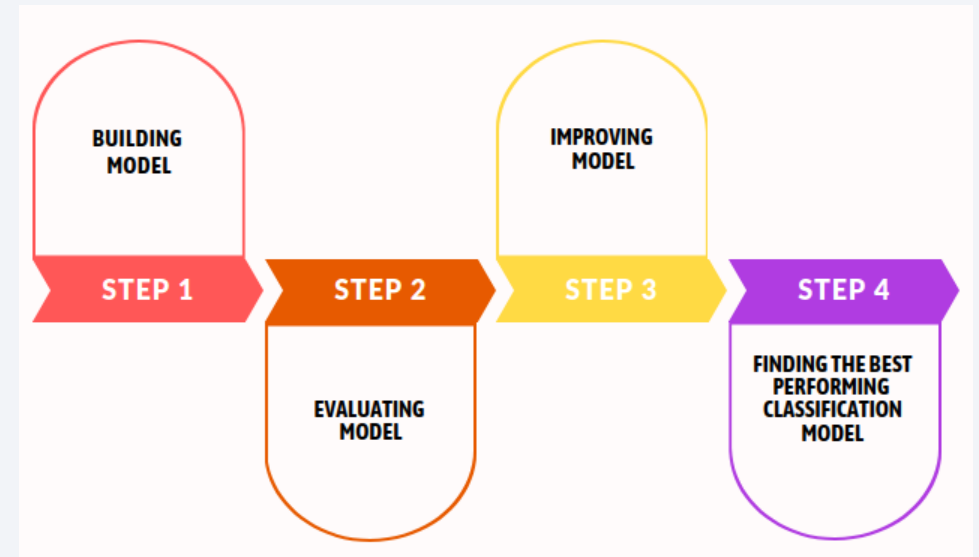 BUILDING
MODEL
STEP 1
STEP 2
EVALUATING
MODEL
IMPROVING
MODEL
STEP 3
STEP 4
FINDING THE BEST
PERFORMING
CLASSIFICATION
MODEL